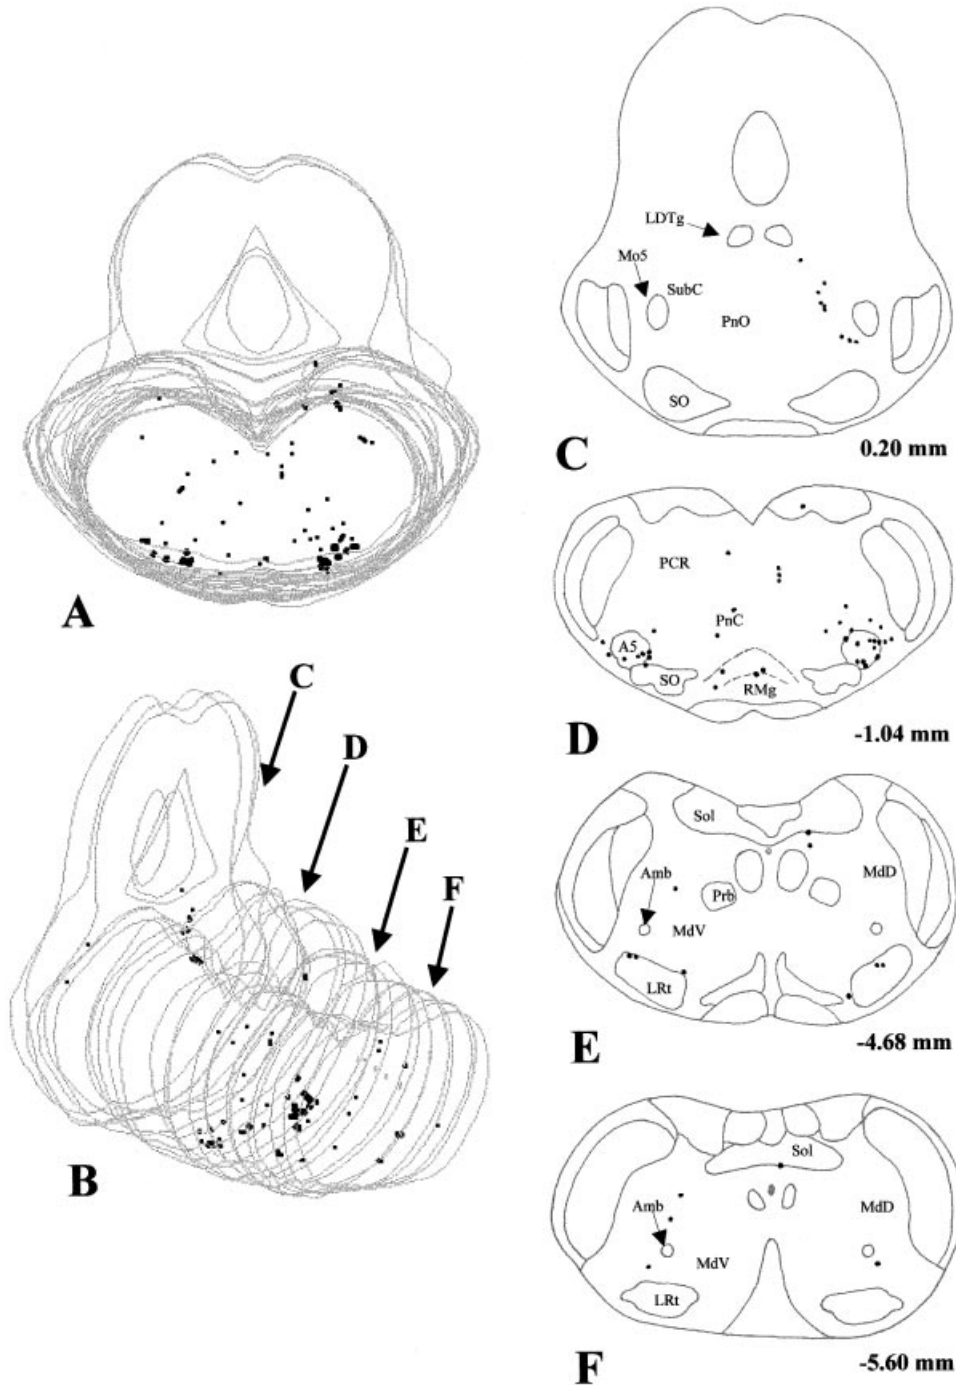 A
C
D
E
F
B
LDTg
Mo5
SubC
PnO
SO
C
0.20 mm
PCR
PnC
A5
SO
RMg
D
-1.04 mm
Sol
Amb
MdD
Prb
MdV
LRt
E
-4.68 mm
Sol
Amb
MdD
MdV
LRt
F
-5.60 mm